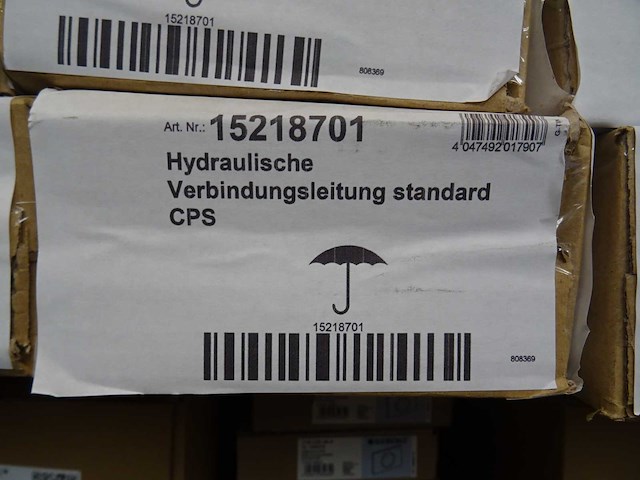 15218701
808369
Art. Nr.: 15218701
4 047492 017907
Hydraulische
Verbindungsleitung standard
CPS
15218701
808369